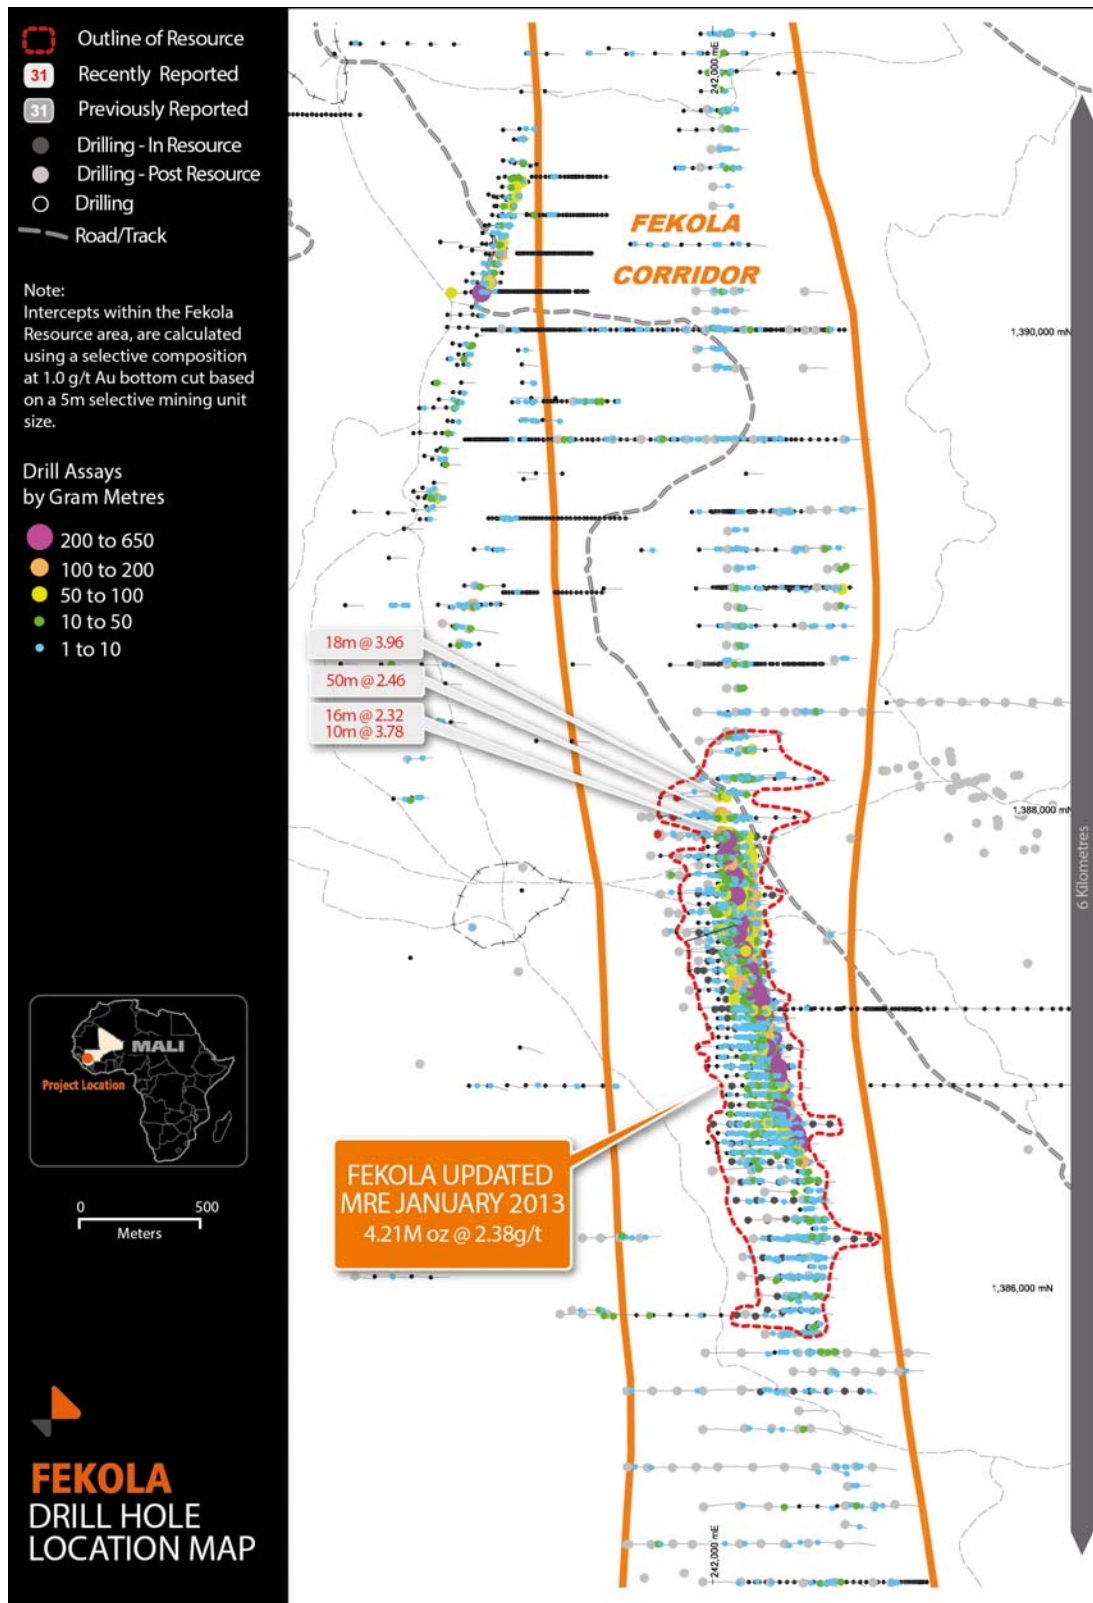 Outline of Resource
31 Recently Reported
31 Previously Reported
Drilling - In Resource
Drilling - Post Resource
Drilling
Road/Track
Note:
Intercepts within the Fekola
Resource area, are calculated
using a selective composition
at 1.0 g/t Au bottom cut based
on a 5m selective mining unit
size.
Drill Assays
by Gram Metres
200 to 650
100 to 200
50 to 100
10 to 50
1 to 10
MALI
Project Location
0 500
Meters
FEKOLA
DRILL HOLE
LOCATION MAP
242,000 mE
FEKOLA
CORRIDOR
1,390,000 mN
18m @ 3.96
50m @ 2.46
16m @ 2.32
10m @ 3.78
1,388,000 mN
6 Kilometres
FEKOLA UPDATED
MRE JANUARY 2013
4.21M oz @ 2.38g/t
1,386,000 mN
242,000 mE